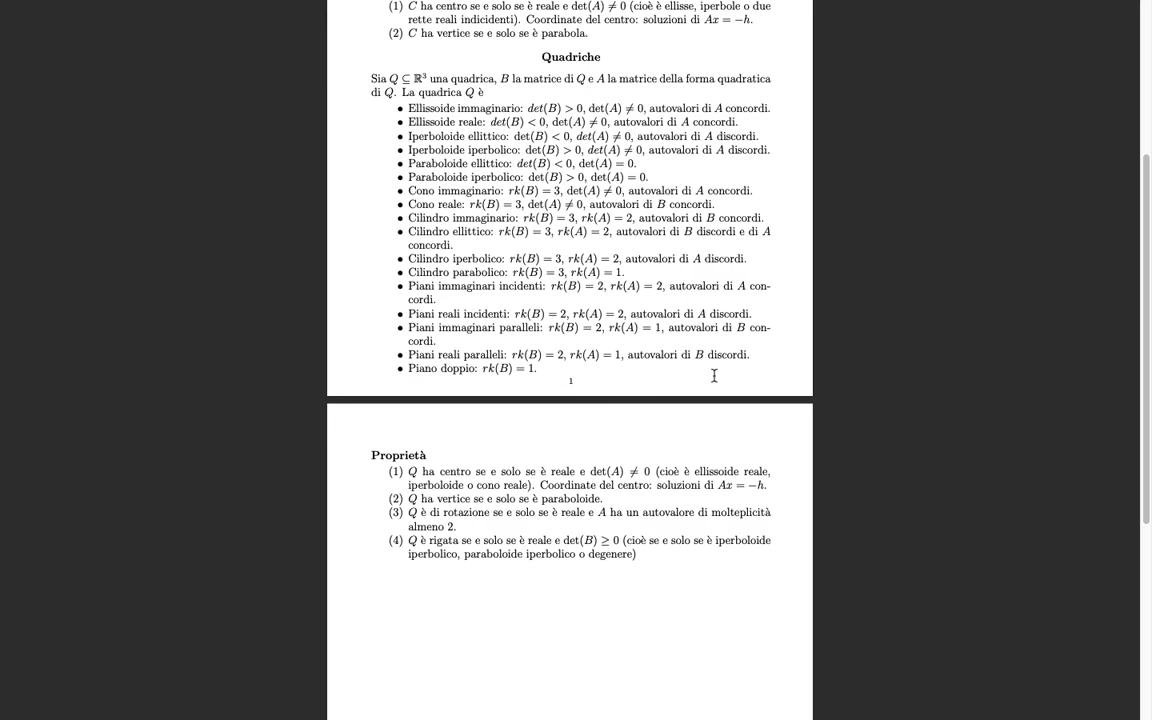 (1) C ha centro se e solo se è reale e det(A) ≠ 0 (cioè è ellisse, iperbole o due
rette reali indicidenti). Coordinate del centro: soluzioni di Ax = −h.
(2) C ha vertice se e solo se è parabola.
Quadriche
Sia Q ⊆ ℝ³ una quadrica, B la matrice di Q e A la matrice della forma quadratica
di Q. La quadrica Q è
• Ellissoide immaginario: det(B) > 0, det(A) ≠ 0, autovalori di A concordi.
• Ellissoide reale: det(B) < 0, det(A) ≠ 0, autovalori di A concordi.
• Iperboloide ellittico: det(B) < 0, det(A) ≠ 0, autovalori di A discordi.
• Iperboloide iperbolico: det(B) > 0, det(A) ≠ 0, autovalori di A discordi.
• Paraboloide ellittico: det(B) < 0, det(A) = 0.
• Paraboloide iperbolico: det(B) > 0, det(A) = 0.
• Cono immaginario: rk(B) = 3, det(A) ≠ 0, autovalori di A concordi.
• Cono reale: rk(B) = 3, det(A) ≠ 0, autovalori di B concordi.
• Cilindro immaginario: rk(B) = 3, rk(A) = 2, autovalori di B concordi.
• Cilindro ellittico: rk(B) = 3, rk(A) = 2, autovalori di B discordi e di A
concordi.
• Cilindro iperbolico: rk(B) = 3, rk(A) = 2, autovalori di A discordi.
• Cilindro parabolico: rk(B) = 3, rk(A) = 1.
• Piani immaginari incidenti: rk(B) = 2, rk(A) = 2, autovalori di A con-
cordi.
• Piani reali incidenti: rk(B) = 2, rk(A) = 2, autovalori di A discordi.
• Piani immaginari paralleli: rk(B) = 2, rk(A) = 1, autovalori di B con-
cordi.
• Piani reali paralleli: rk(B) = 2, rk(A) = 1, autovalori di B discordi.
• Piano doppio: rk(B) = 1.
1
Proprietà
(1) Q ha centro se e solo se è reale e det(A) ≠ 0 (cioè è ellissoide reale,
iperboloide o cono reale). Coordinate del centro: soluzioni di Ax = −h.
(2) Q ha vertice se e solo se è paraboloide.
(3) Q è di rotazione se e solo se è reale e A ha un autovalore di molteplicità
almeno 2.
(4) Q è rigata se e solo se è reale e det(B) ≥ 0 (cioè se e solo se è iperboloide
iperbolico, paraboloide iperbolico o degenere)